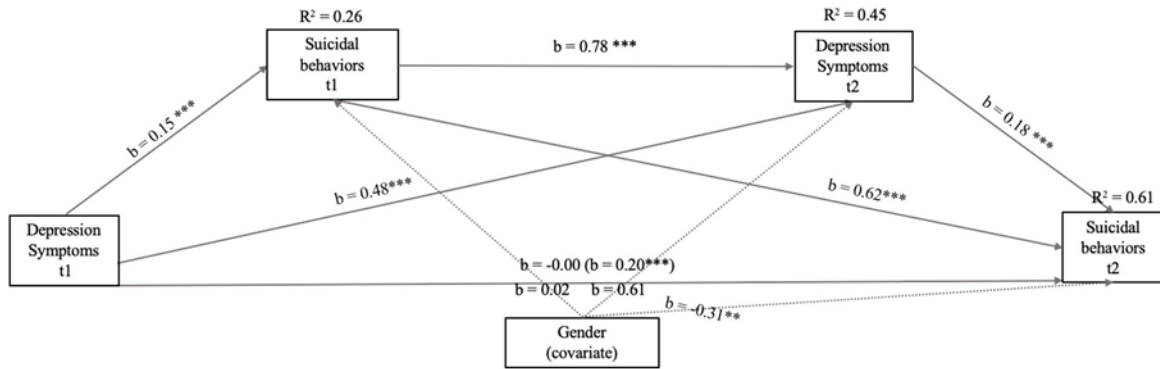 R² = 0.26
R² = 0.45
Suicidal
behaviors
t1
b = 0.78 ***
Depression
Symptoms
t2
b = 0.15 ***
b = 0.18 ***
b = 0.48***
b = 0.62***
R² = 0.61
Depression
Symptoms
t1
Suicidal
behaviors
t2
b = -0.00 (b = 0.20***)
b = 0.02
b = 0.61
b = -0.31**
Gender
(covariate)